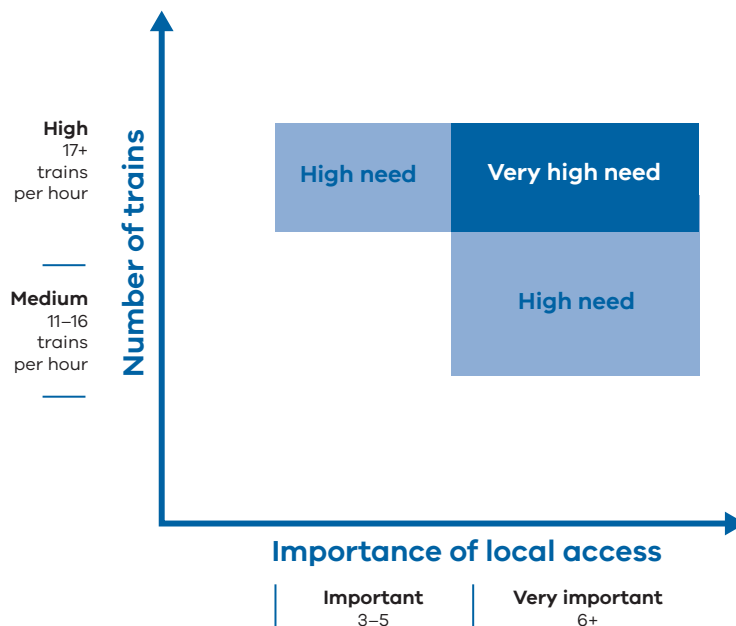 High
17+
trains
per hour
Medium
11–16
trains
per hour
Number of trains
High need
Very high need
High need
Importance of local access
Important
3–5
Very important
6+